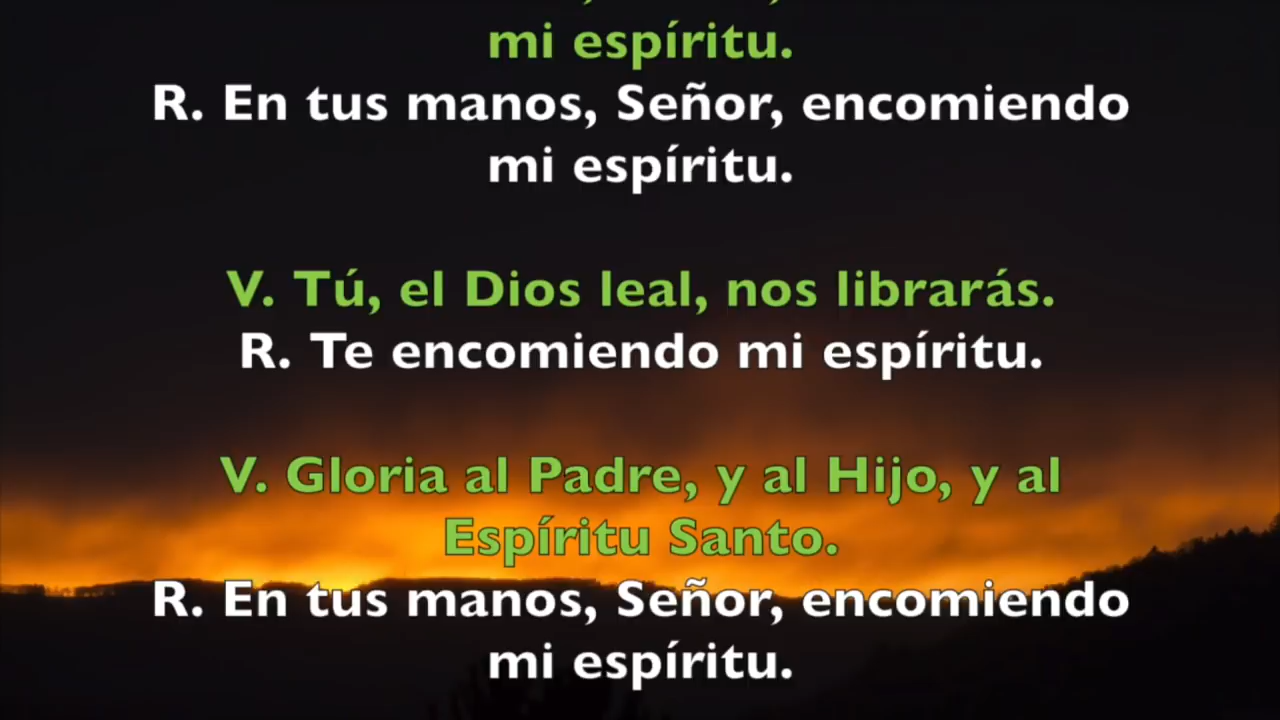 mi espíritu.
R. En tus manos, Señor, encomiendo
mi espíritu.
V. Tú, el Dios leal, nos librarás.
R. Te encomiendo mi espíritu.
V. Gloria al Padre, y al Hijo, y al
Espíritu Santo.
R. En tus manos, Señor, encomiendo
mi espíritu.